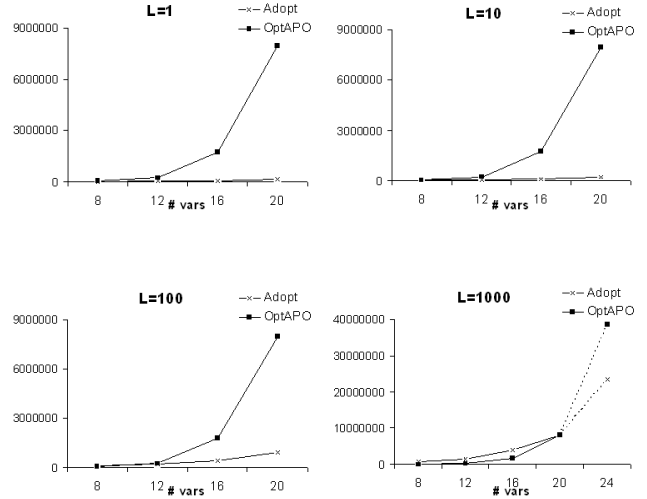 L=1
Adopt
OptAPO
9000000
6000000
3000000
0
8 12 16 20
# vars
L=10
Adopt
OptAPO
9000000
6000000
3000000
0
8 12 16 20
# vars
L=100
Adopt
OptAPO
9000000
6000000
3000000
0
8 12 16 20
# vars
L=1000
Adopt
OptAPO
40000000
30000000
20000000
10000000
0
8 12 16 20 24
# vars